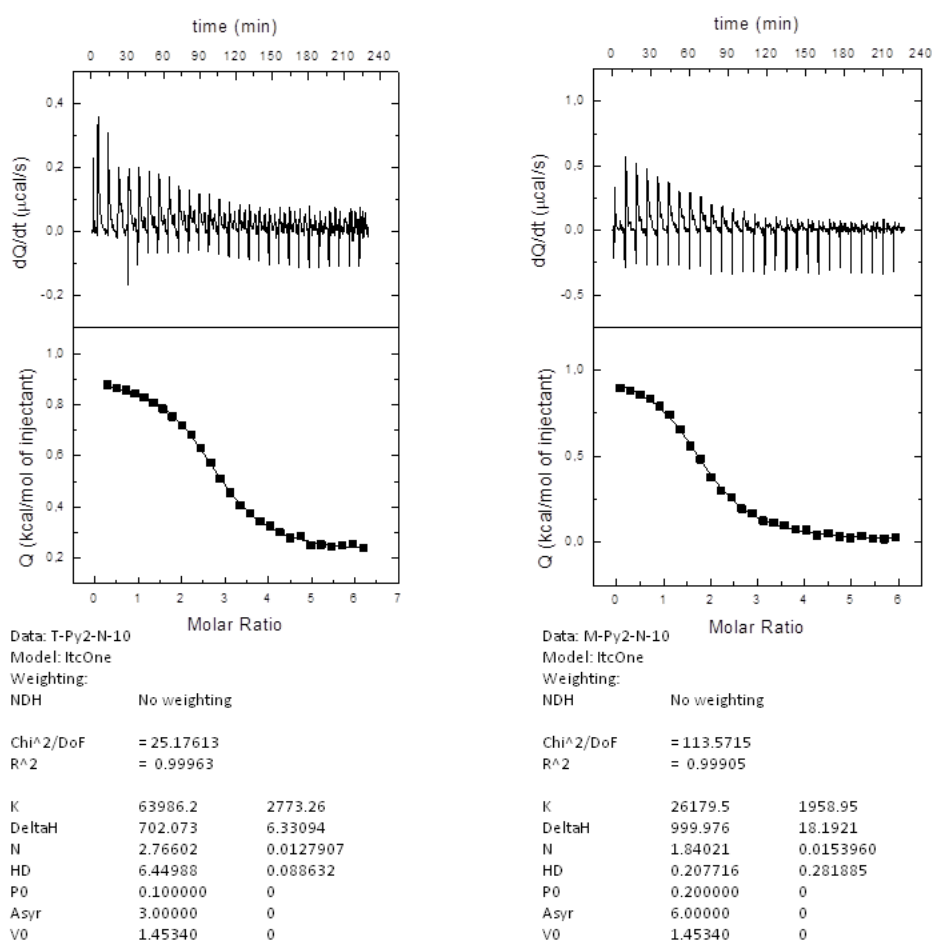 time (min)
0 30 60 90 120 150 180 210 240
0,4
0,2
0,0
-0,2
dQ/dt (µcal/s)
1,0
0,8
0,6
0,4
0,2
Q (kcal/mol of injectant)
0 1 2 3 4 5 6 7
Molar Ratio
Data: T-Py2-N-10
Model: ItcOne
Weighting:
NDH No weighting
Chi^2/DoF = 25.17613
R^2 = 0.99963
K 63986.2 2773.26
DeltaH 702.073 6.33094
N 2.76602 0.0127907
HD 6.44988 0.088632
P0 0.100000 0
Asyr 3.00000 0
V0 1.45340 0
time (min)
0 30 60 90 120 150 180 210 240
1,0
0,5
0,0
-0,5
dQ/dt (µcal/s)
1,0
0,5
0,0
Q (kcal/mol of injectant)
0 1 2 3 4 5 6
Molar Ratio
Data: M-Py2-N-10
Model: ItcOne
Weighting:
NDH No weighting
Chi^2/DoF = 113.5715
R^2 = 0.99905
K 26179.5 1958.95
DeltaH 999.976 18.1921
N 1.84021 0.0153960
HD 0.207716 0.281885
P0 0.200000 0
Asyr 6.00000 0
V0 1.45340 0